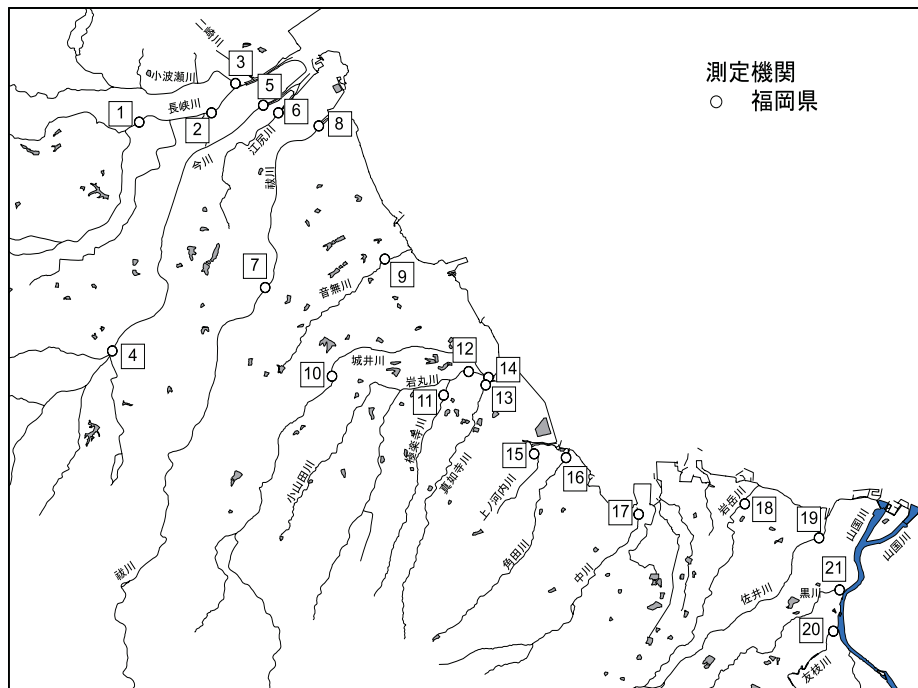 測定機関
○ 福岡県
二崎川
小波瀬川
3
5
長峡川
1
2
6
8
江尻川
今川
祓川
7
9
音無川
4
城井川
12
10
岩丸川
14
11
13
極楽寺川
小山田川
真如寺川
15
上ノ河内川
16
岩岳川
17
18
19
山国川
山国川
角田川
中川
祓川
佐井川
黒川
21
20
友枝川